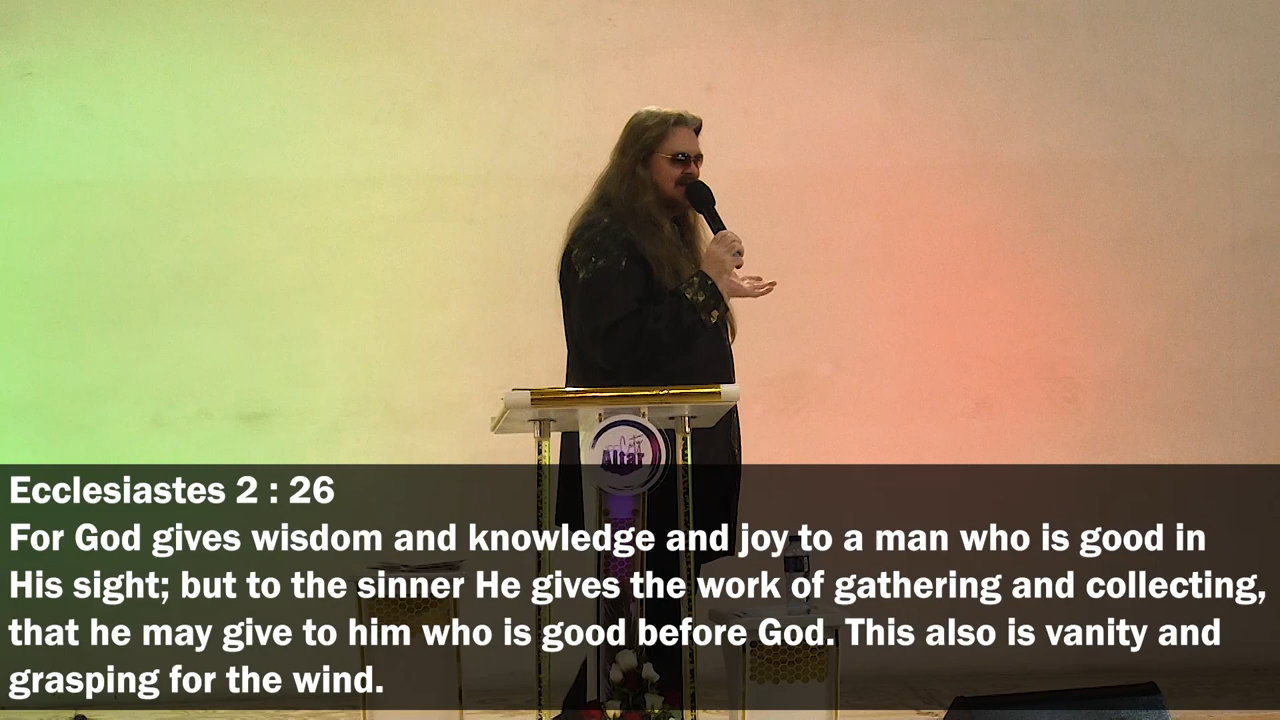 City
Altar
Ecclesiastes 2 : 26
For God gives wisdom and knowledge and joy to a man who is good in
His sight; but to the sinner He gives the work of gathering and collecting,
that he may give to him who is good before God. This also is vanity and
grasping for the wind.